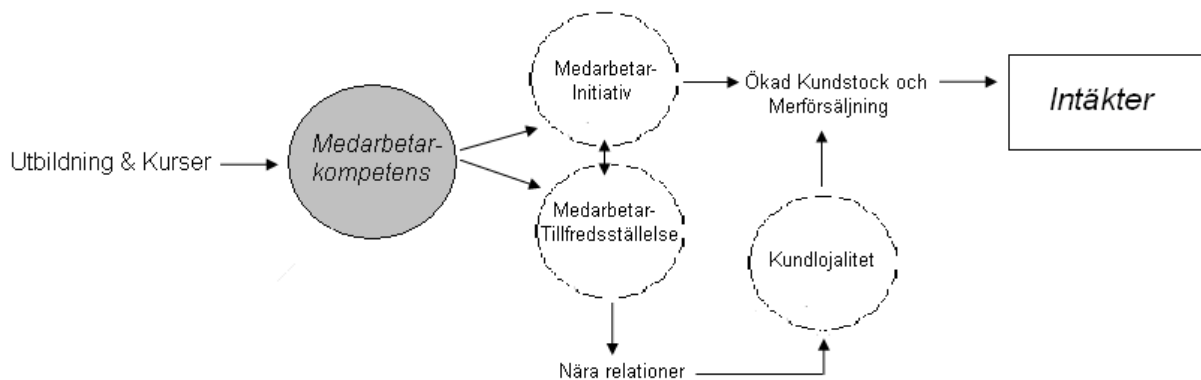 Utbildning & Kurser
Medarbetar-
kompetens
Medarbetar-
Initiativ
Medarbetar-
Tillfredsställelse
Nära relationer
Kundlojalitet
Ökad Kundstock och
Merförsäljning
Intäkter